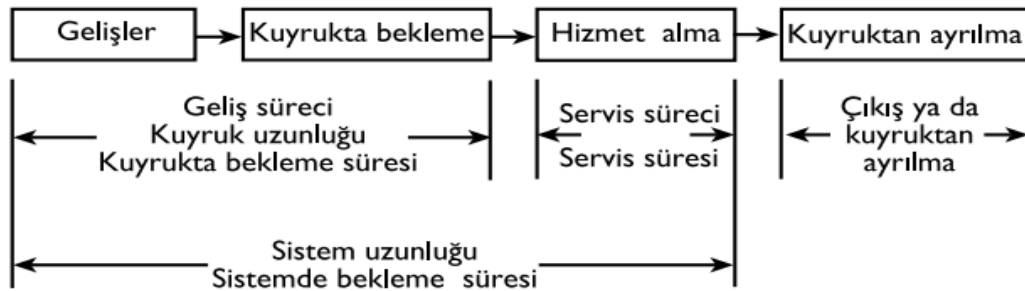 Gelişler
Kuyrukta bekleme
Hizmet alma
Kuyruktan ayrılma
Geliş süreci
Kuyruk uzunluğu
Kuyrukta bekleme süresi
Servis süreci
Servis süresi
Çıkış ya da
kuyruktan
ayrılma
Sistem uzunluğu
Sistemde bekleme süresi